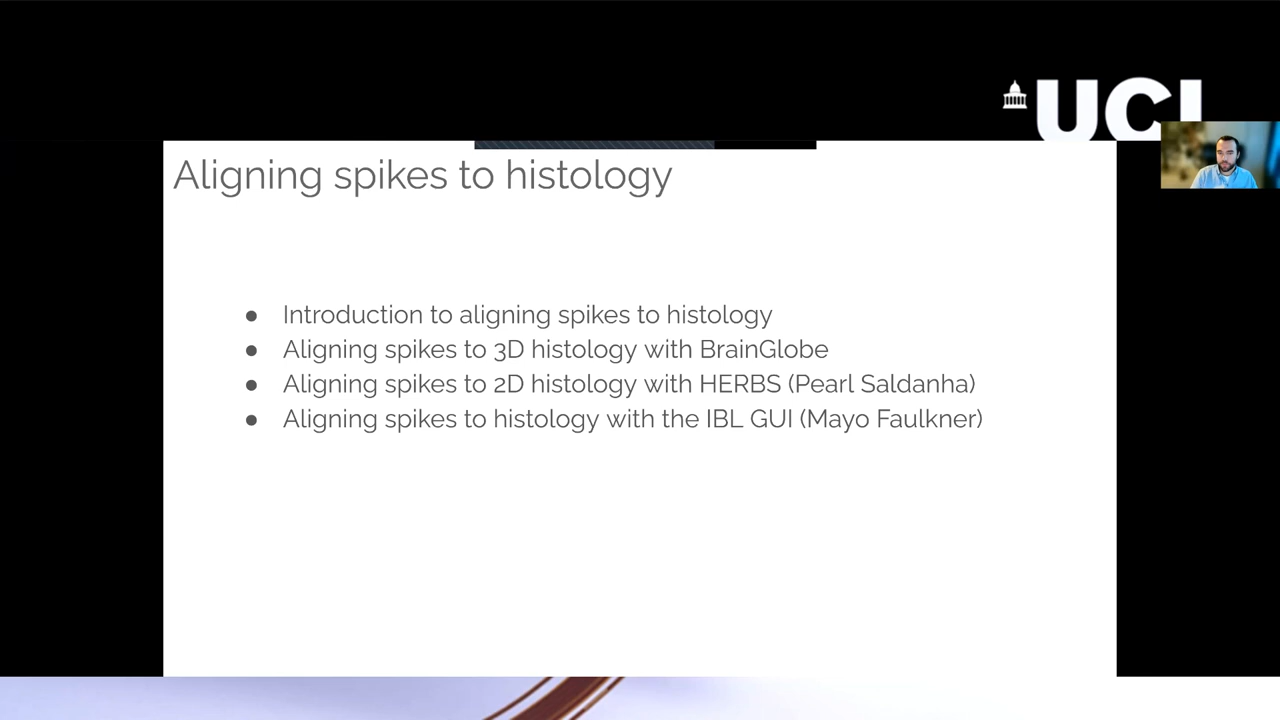 UCL
Aligning spikes to histology
● Introduction to aligning spikes to histology
● Aligning spikes to 3D histology with BrainGlobe
● Aligning spikes to 2D histology with HERBS (Pearl Saldanha)
● Aligning spikes to histology with the IBL GUI (Mayo Faulkner)